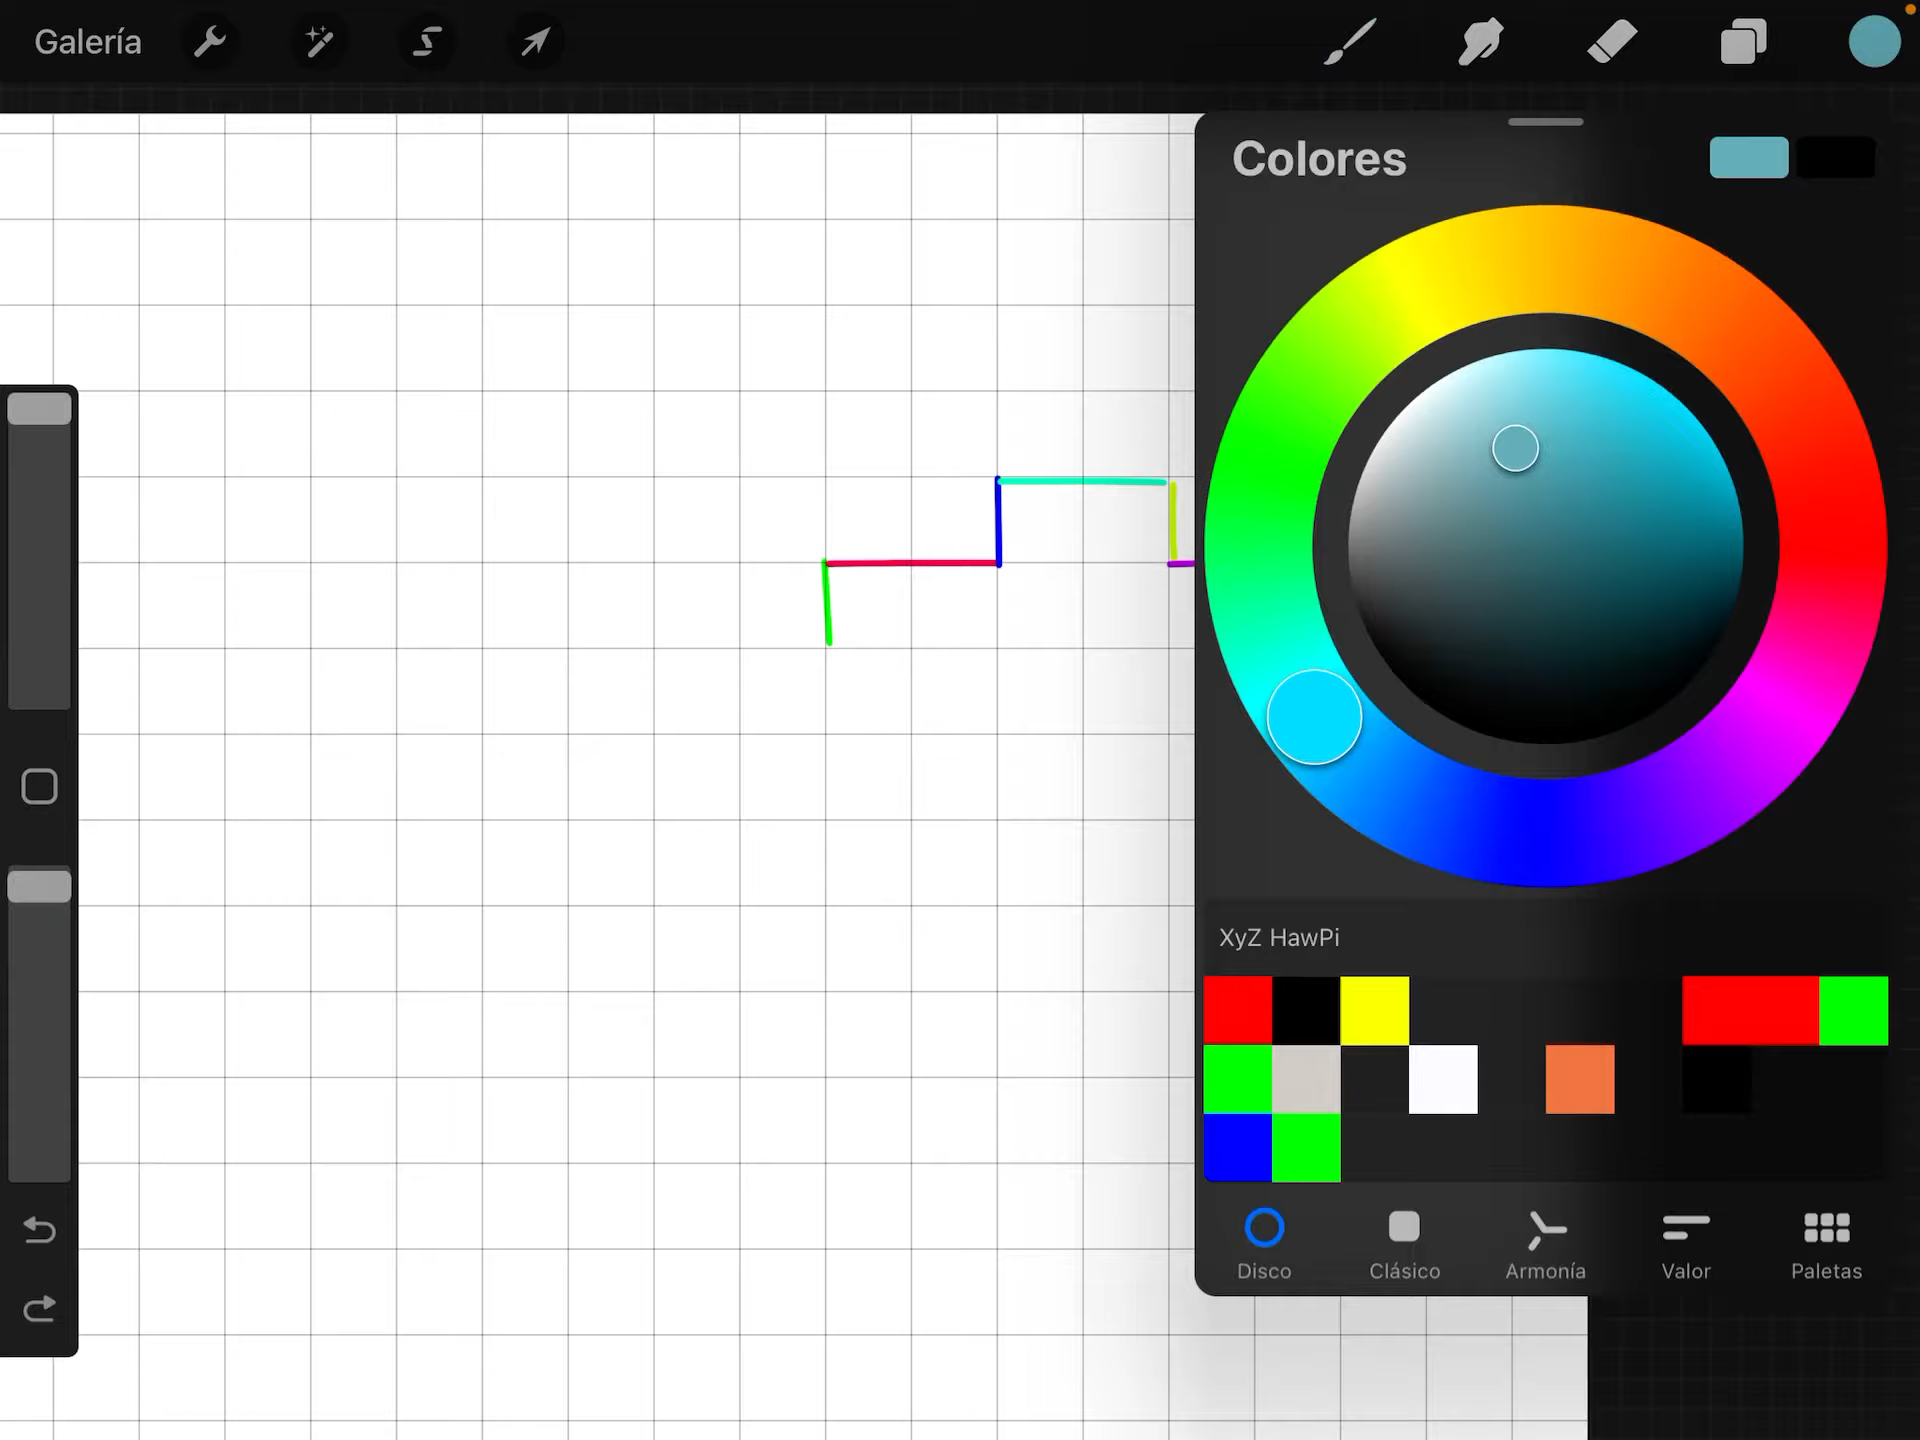 Galería
Colores
XyZ HawPi
Disco
Clásico
Armonía
Valor
Paletas